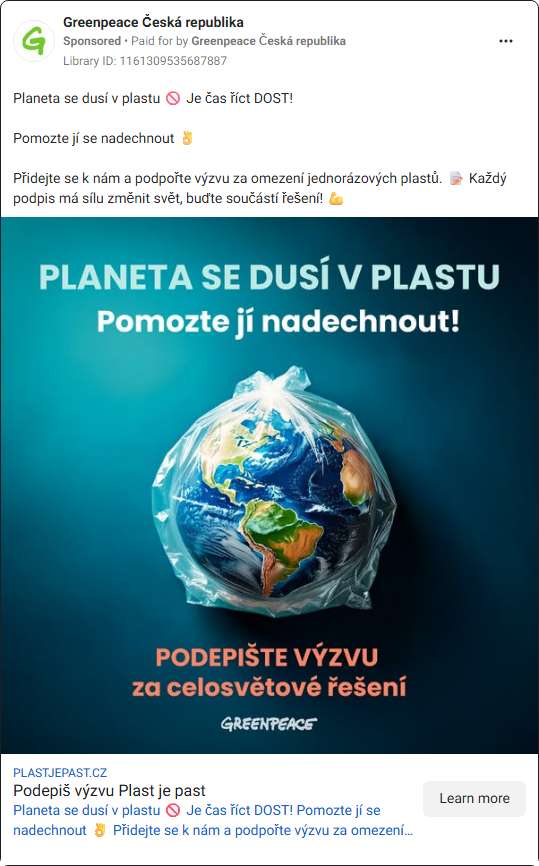 Greenpeace Česká republika
Sponsored • Paid for by Greenpeace Česká republika
Library ID: 1161309535687887
Planeta se dusí v plastu 🚫 Je čas říct DOST!
Pomozte jí se nadechnout 👌
Přidejte se k nám a podpořte výzvu za omezení jednorázových plastů. 📝 Každý
podpis má sílu změnit svět, buďte součástí řešení! 💪
PLANETA SE DUSÍ V PLASTU
Pomozte jí nadechnout!
PODEPIŠTE VÝZVU
za celosvětové řešení
GREENPEACE
PLASTJEPAST.CZ
Podepiš výzvu Plast je past
Planeta se dusí v plastu 🚫 Je čas říct DOST! Pomozte jí se
nadechnout 👌 Přidejte se k nám a podpořte výzvu za omezení…
Learn more